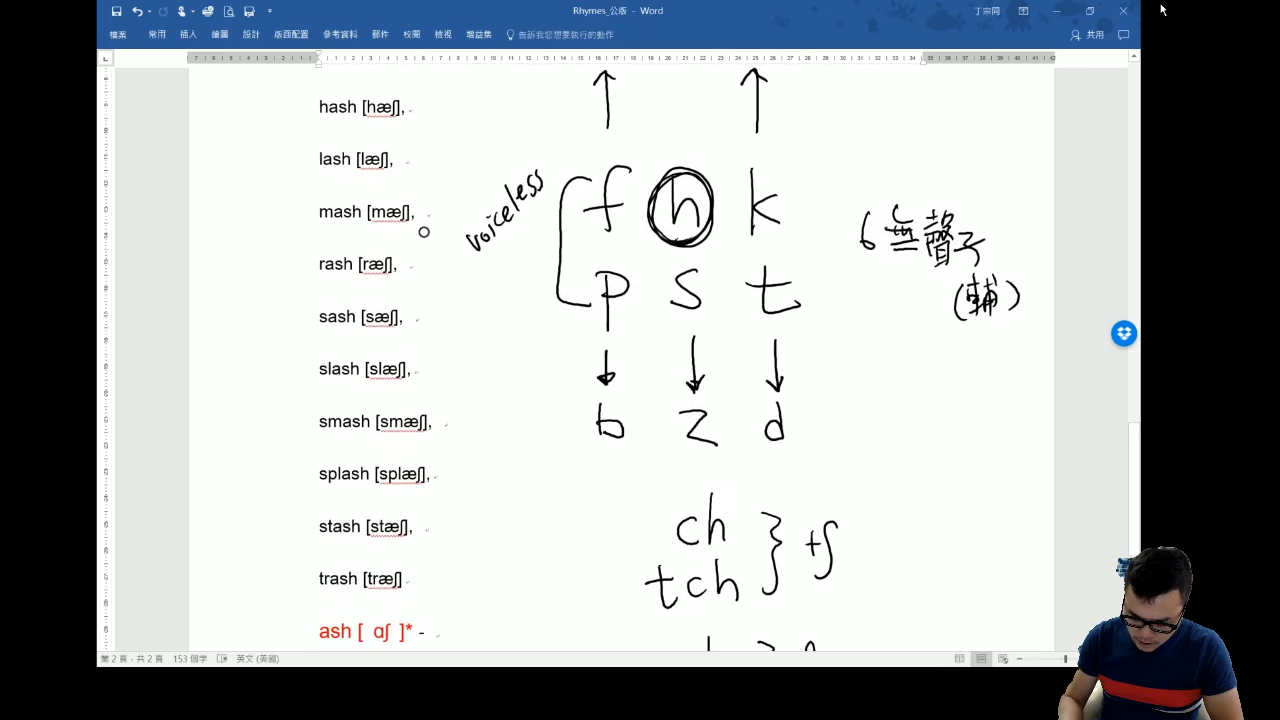 Rhymes_公版 - Word
丁宗同
檔案 常用 插入 繪圖 設計 版面配置 參考資料 郵件 校閱 檢視 增益集 告訴我您想要執行的動作 共用
hash [hæʃ],
lash [læʃ],
mash [mæʃ],
rash [ræʃ],
sash [sæʃ],
slash [slæʃ],
smash [smæʃ],
splash [splæʃ],
stash [stæʃ],
trash [træʃ]
ash [ ɑʃ ]* -
voiceless
f h k
p s t
b z d
6無聲子
(輔)
ch
tch
+ʃ
第 2 頁,共 2 頁 153 個字 英文 (美國)